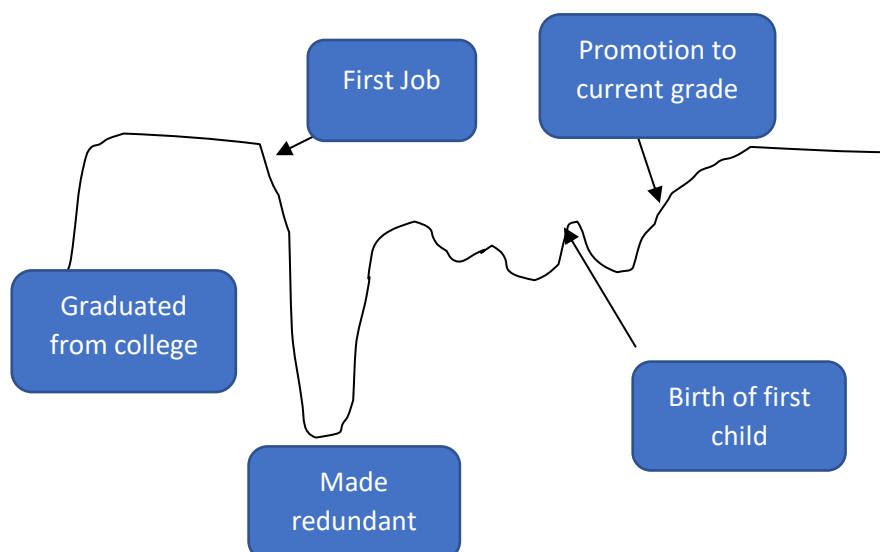 First Job
Promotion to
current grade
Graduated
from college
Birth of first
child
Made
redundant